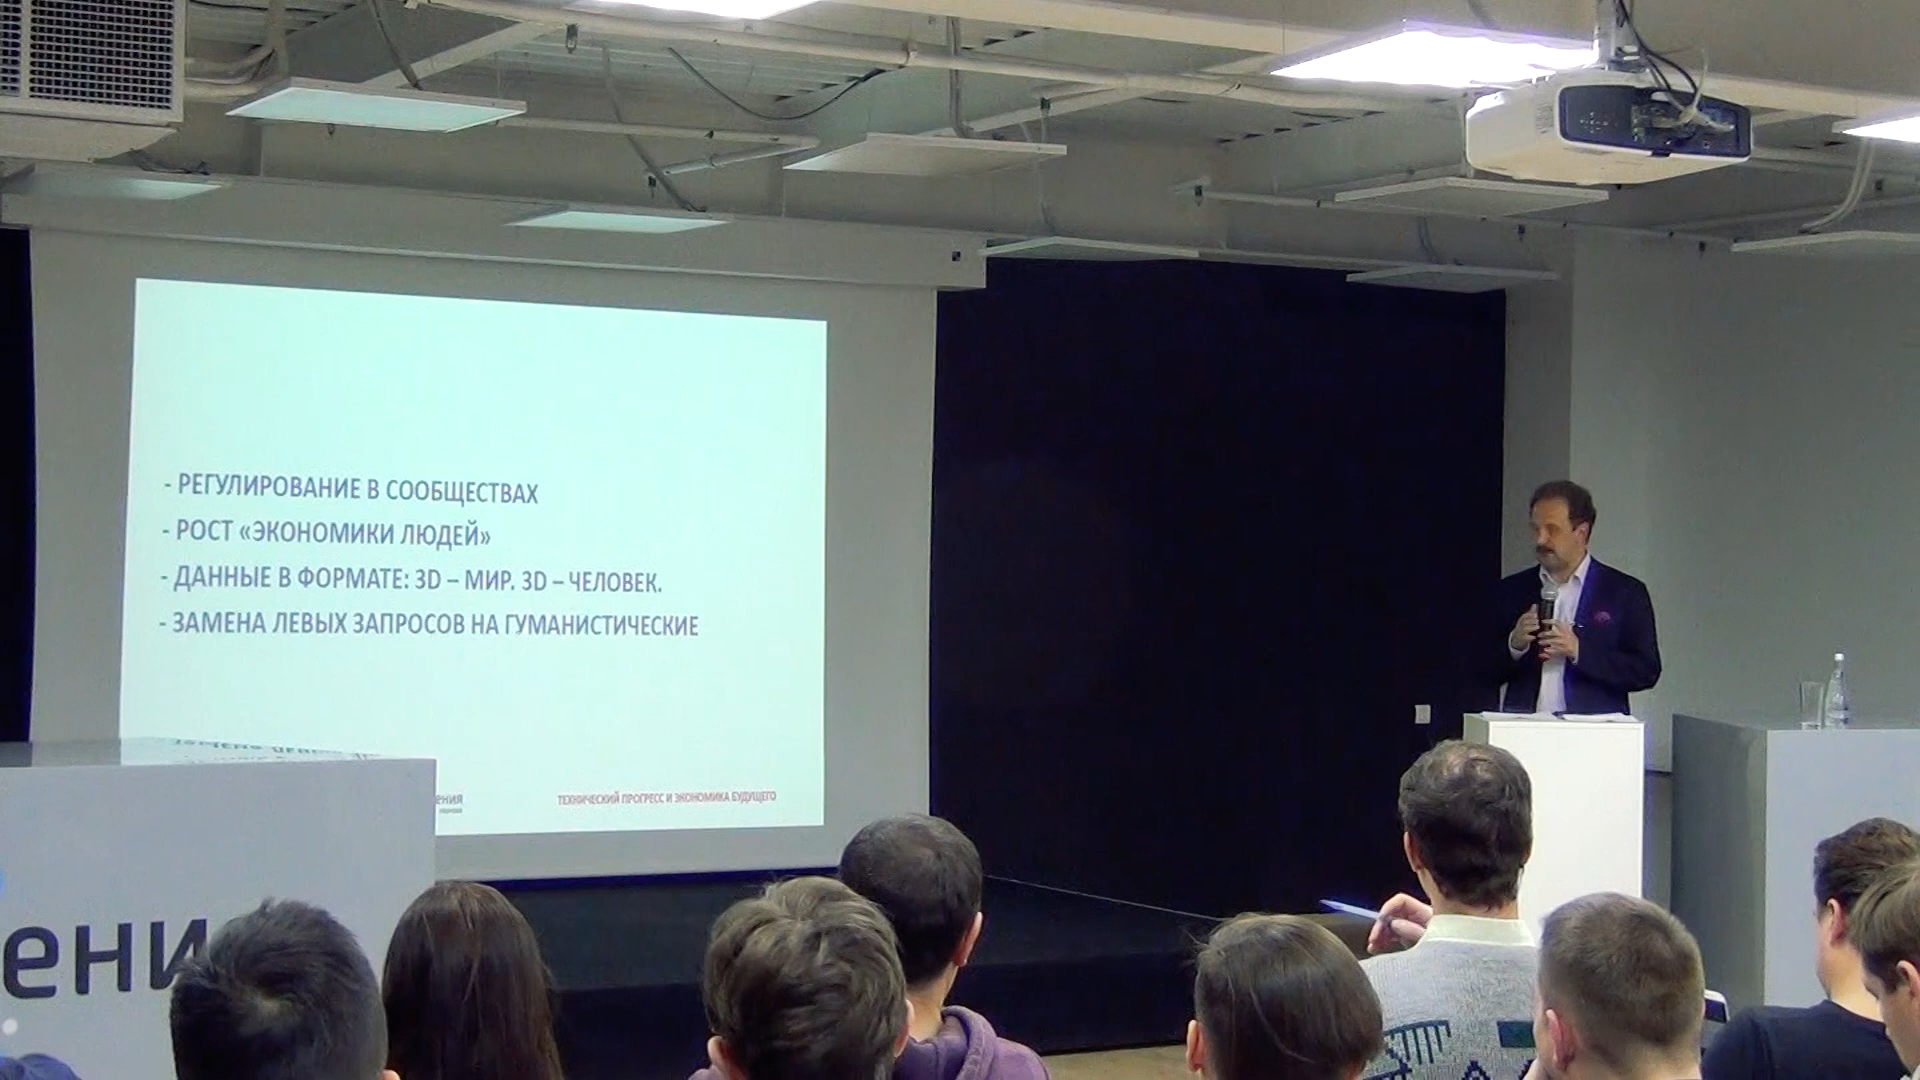 - РЕГУЛИРОВАНИЕ В СООБЩЕСТВАХ
- РОСТ «ЭКОНОМИКИ ЛЮДЕЙ»
- ДАННЫЕ В ФОРМАТЕ: 3D – МИР. 3D – ЧЕЛОВЕК.
- ЗАМЕНА ЛЕВЫХ ЗАПРОСОВ НА ГУМАНИСТИЧЕСКИЕ
ЕНИЯ
ТЕХНИЧЕСКИЙ ПРОГРЕСС И ЭКОНОМИКА БУДУЩЕГО
ени